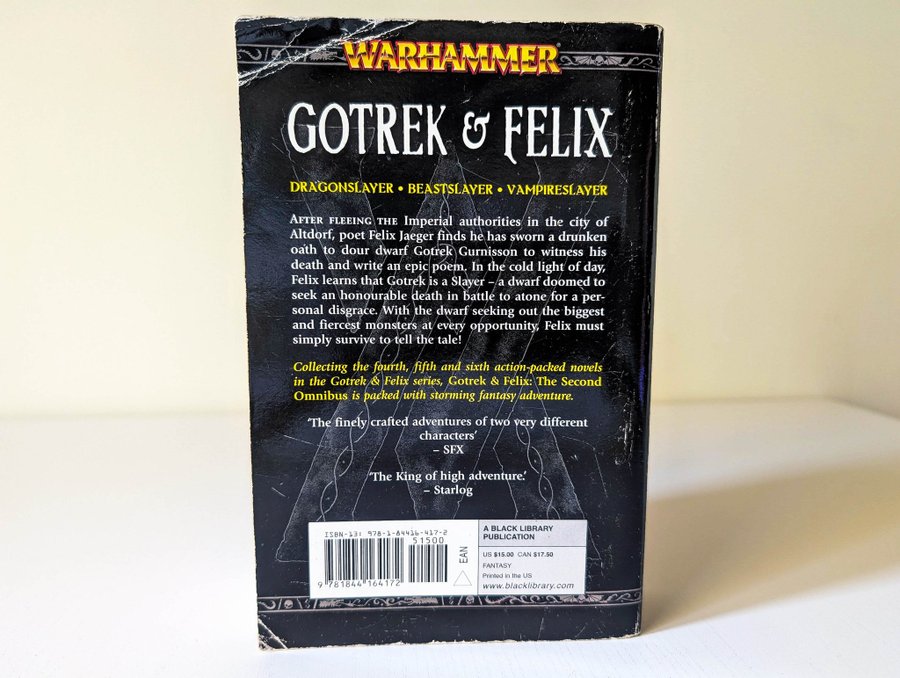 WARHAMMER
GOTREK & FELIX
DRAGONSLAYER • BEASTSLAYER • VAMPIRESLAYER
AFTER FLEEING THE Imperial authorities in the city of
Altdorf, poet Felix Jaeger finds he has sworn a drunken
oath to dour dwarf Gotrek Gurnisson to witness his
death and write an epic poem. In the cold light of day,
Felix learns that Gotrek is a Slayer – a dwarf doomed to
seek an honourable death in battle to atone for a per-
sonal disgrace. With the dwarf seeking out the biggest
and fiercest monsters at every opportunity, Felix must
simply survive to tell the tale!
Collecting the fourth, fifth and sixth action-packed novels
in the Gotrek & Felix series, Gotrek & Felix: The Second
Omnibus is packed with storming fantasy adventure.
'The finely crafted adventures of two very different
characters'
– SFX
'The King of high adventure.'
– Starlog
ISBN-13: 978-1-84416-417-2
51500
9 781844 164172
EAN
A BLACK LIBRARY
PUBLICATION
US $15.00 CAN $17.50
FANTASY
Printed in the US
www.blacklibrary.com